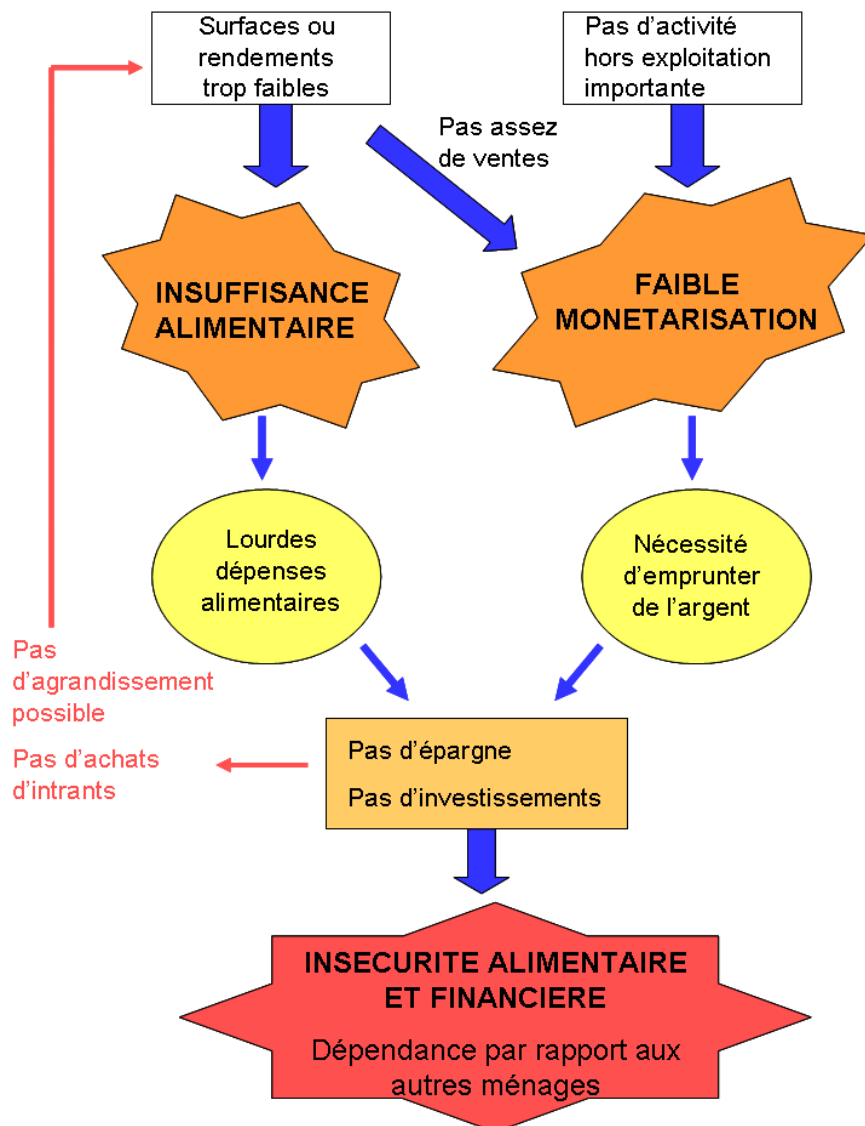 Surfaces ou
rendements
trop faibles
Pas d’activité
hors exploitation
importante
Pas assez
de ventes
INSUFFISANCE
ALIMENTAIRE
FAIBLE
MONETARISATION
Lourdes
dépenses
alimentaires
Nécessité
d’emprunter
de l’argent
Pas
d’agrandissement
possible
Pas d’achats
d’intrants
Pas d’épargne
Pas d’investissements
INSECURITE ALIMENTAIRE
ET FINANCIERE
Dépendance par rapport aux
autres ménages